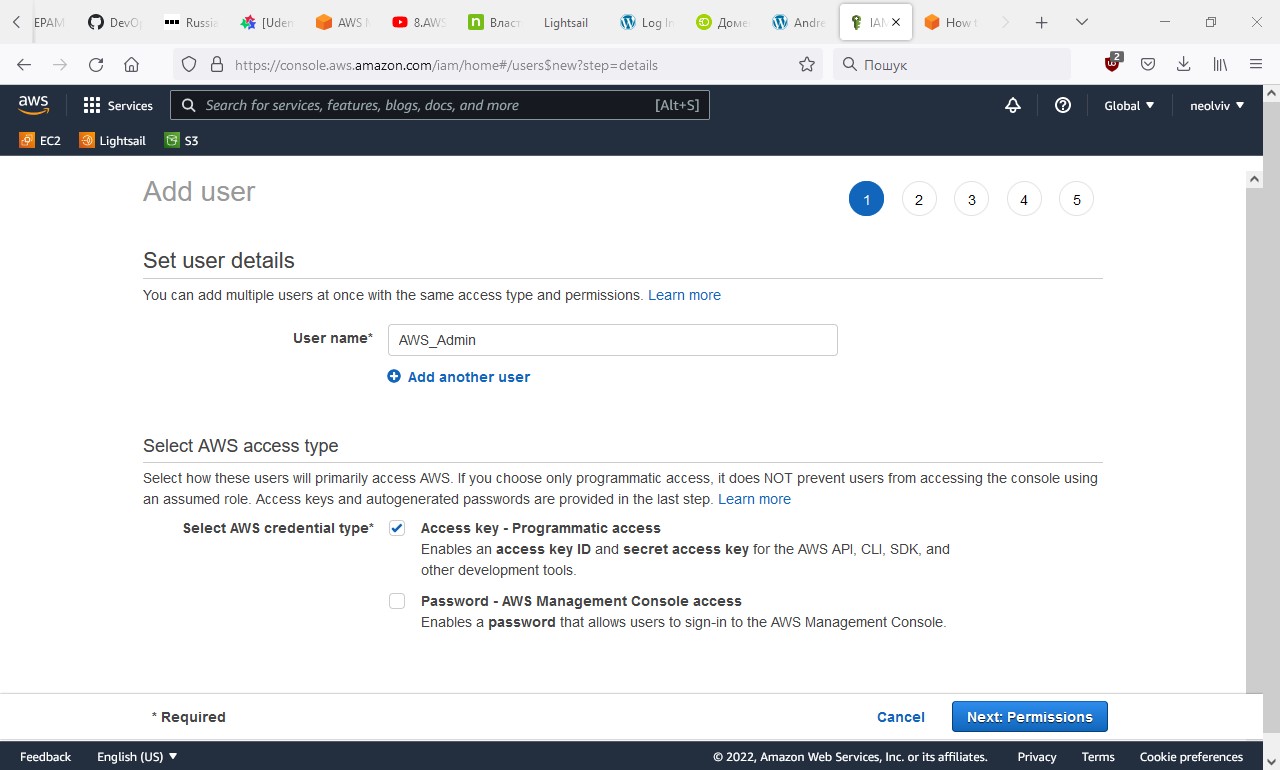 EPAM DevO Russia [Uden AWS 8.AWS Власт Lightsail Log In Доме Andre IAM How t
https://console.aws.amazon.com/iam/home#/users$new?step=details 2 Пошук
aws Services Search for services, features, blogs, docs, and more [Alt+S] Global neolviv
EC2 Lightsail S3
Add user 1 2 3 4 5
Set user details
You can add multiple users at once with the same access type and permissions. Learn more
User name* AWS_Admin
Add another user
Select AWS access type
Select how these users will primarily access AWS. If you choose only programmatic access, it does NOT prevent users from accessing the console using
an assumed role. Access keys and autogenerated passwords are provided in the last step. Learn more
Select AWS credential type* Access key - Programmatic access
Enables an access key ID and secret access key for the AWS API, CLI, SDK, and
other development tools.
Password - AWS Management Console access
Enables a password that allows users to sign-in to the AWS Management Console.
* Required Cancel Next: Permissions
Feedback English (US) © 2022, Amazon Web Services, Inc. or its affiliates. Privacy Terms Cookie preferences